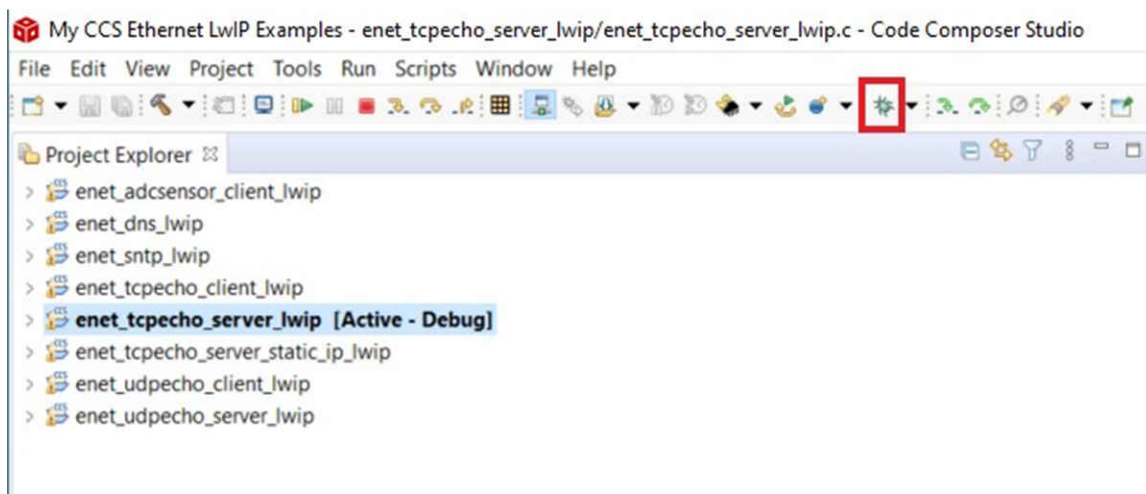 My CCS Ethernet LwIP Examples - enet_tcpecho_server_lwip/enet_tcpecho_server_lwip.c - Code Composer Studio
File Edit View Project Tools Run Scripts Window Help
Project Explorer
enet_adcsensor_client_lwip
enet_dns_lwip
enet_sntp_lwip
enet_tcpecho_client_lwip
enet_tcpecho_server_lwip [Active - Debug]
enet_tcpecho_server_static_ip_lwip
enet_udpecho_client_lwip
enet_udpecho_server_lwip